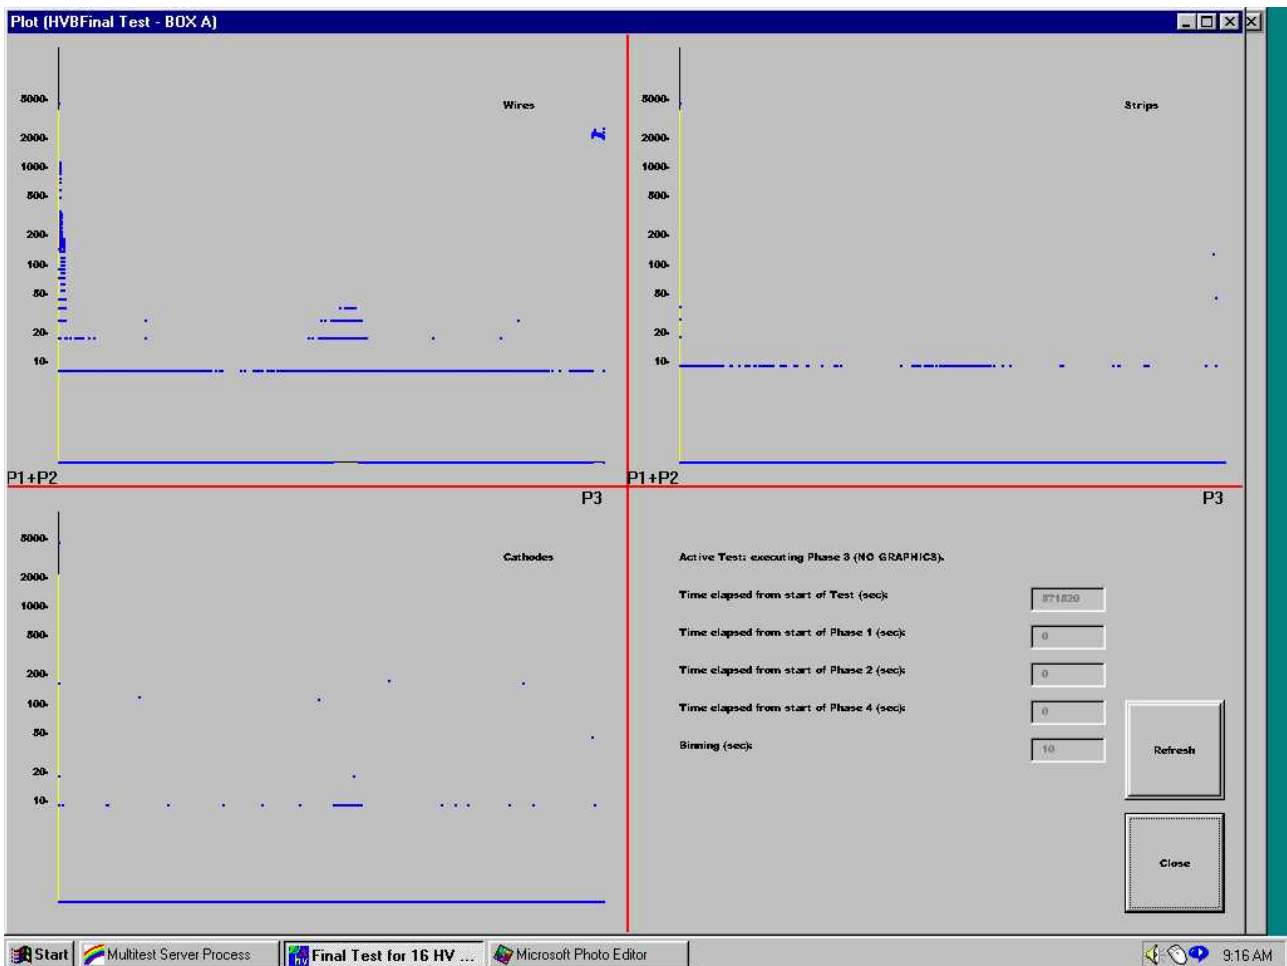 Plot (HVBFinal Test - BOX A)
5000-
Wires
2000-
1000-
500-
200-
100-
50-
20-
10-
P1+P2
5000-
Strips
2000-
1000-
500-
200-
100-
50-
20-
10-
P1+P2
P3
5000-
Cathodes
2000-
1000-
500-
200-
100-
50-
20-
10-
P3
Active Test: executing Phase 3 (NO GRAPHICS).
Time elapsed from start of Test (sec):
Time elapsed from start of Phase 1 (sec): 0
Time elapsed from start of Phase 2 (sec): 0
Time elapsed from start of Phase 4 (sec): 0
Binning (sec): 10
Refresh
Close
Start
Multitest Server Process
Final Test for 16 HV ...
Microsoft Photo Editor
9:16 AM